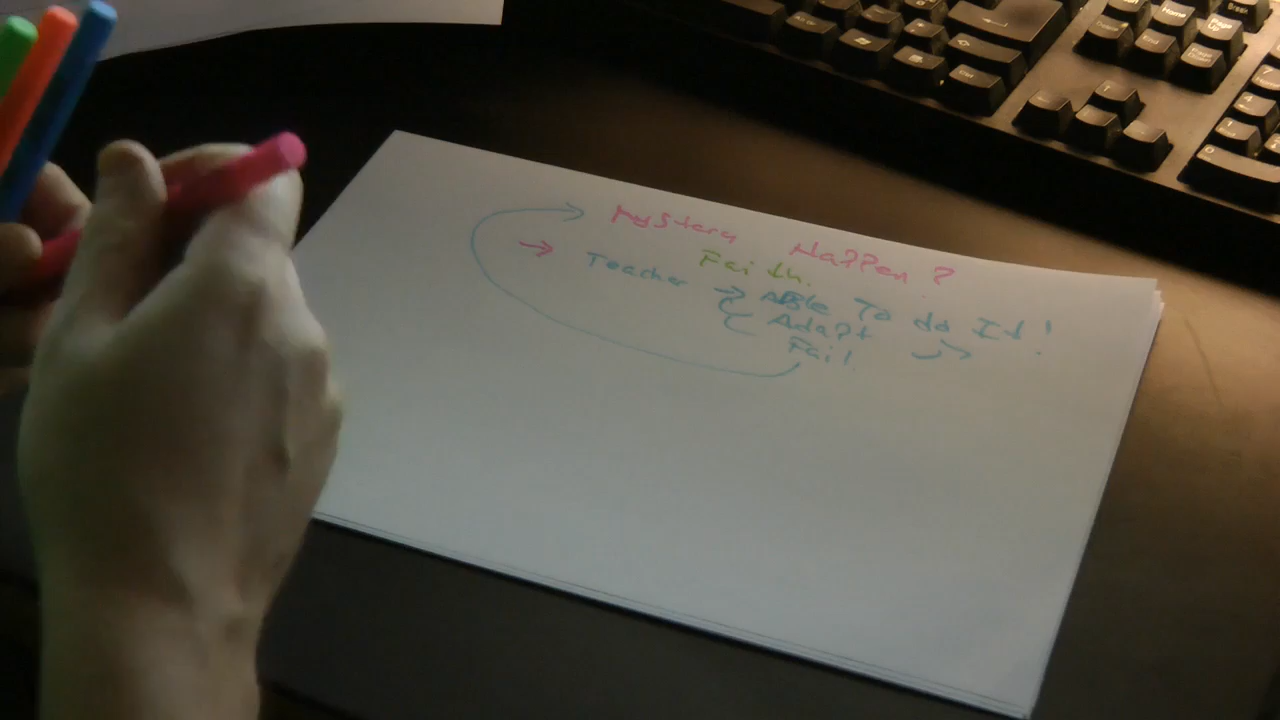 Mystery Happen?
Faith.
→ Teacher → Able To do It!
Adapt
Fail